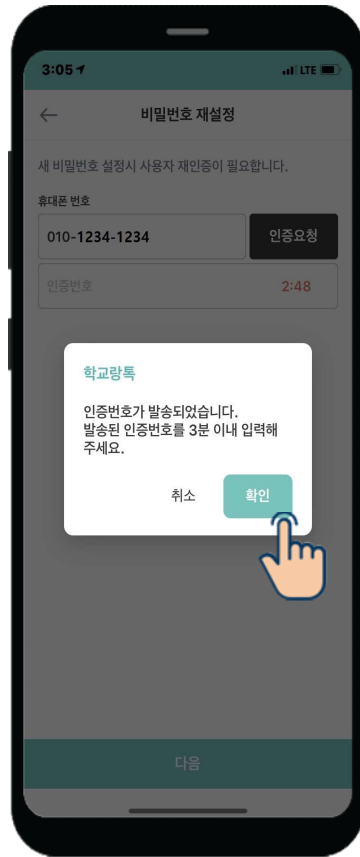 3:05 LTE
비밀번호 재설정
새 비밀번호 설정시 사용자 재인증이 필요합니다.
휴대폰 번호
010-1234-1234 인증요청
인증번호 2:48
학교랑톡
인증번호가 발송되었습니다.
발송된 인증번호를 3분 이내 입력해
주세요.
취소 확인
다음